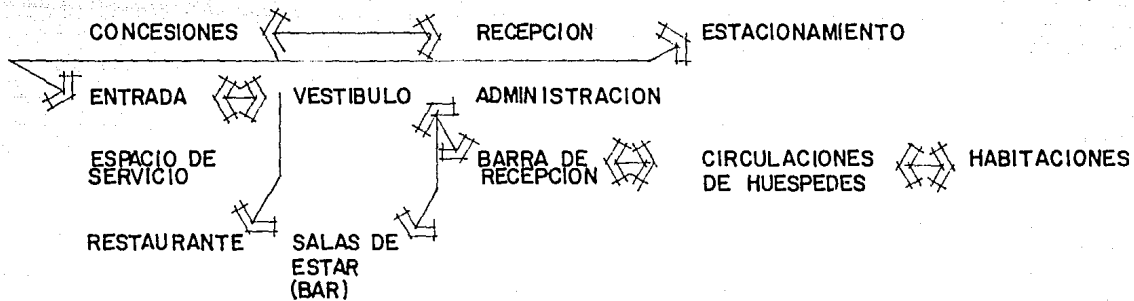 CONCESIONES RECEPCION ESTACIONAMIENTO
ENTRADA VESTIBULO ADMINISTRACION
ESPACIO DE
SERVICIO
BARRA DE
RECEPCION
CIRCULACIONES
DE HUESPEDES
HABITACIONES
RESTAURANTE
SALAS DE
ESTAR
(BAR)